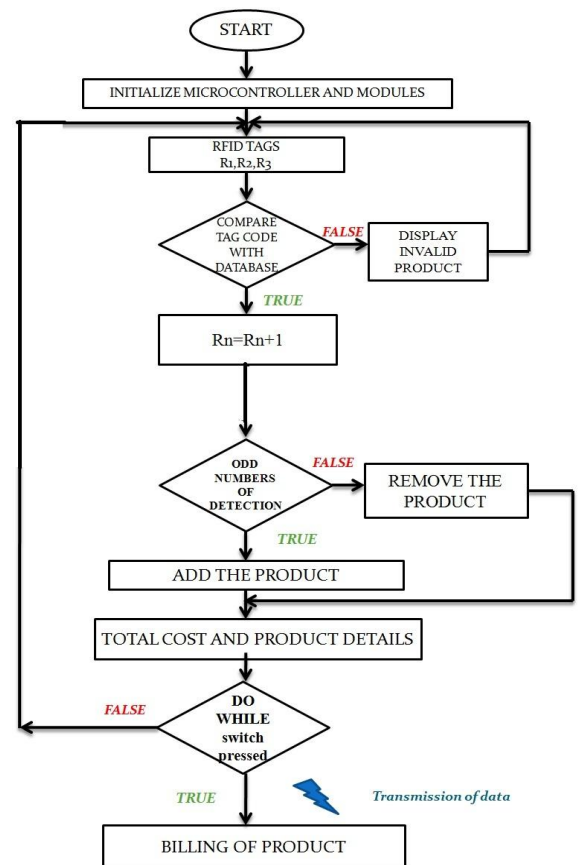 START
INITIALIZE MICROCONTROLLER AND MODULES
RFID TAGS
R1,R2,R3
COMPARE
TAG CODE
WITH
DATABASE
FALSE
DISPLAY
INVALID
PRODUCT
TRUE
Rn=Rn+1
ODD
NUMBERS
OF
DETECTION
FALSE
REMOVE THE
PRODUCT
TRUE
ADD THE PRODUCT
TOTAL COST AND PRODUCT DETAILS
DO
WHILE
switch
pressed
FALSE
TRUE
Transmission of data
BILLING OF PRODUCT